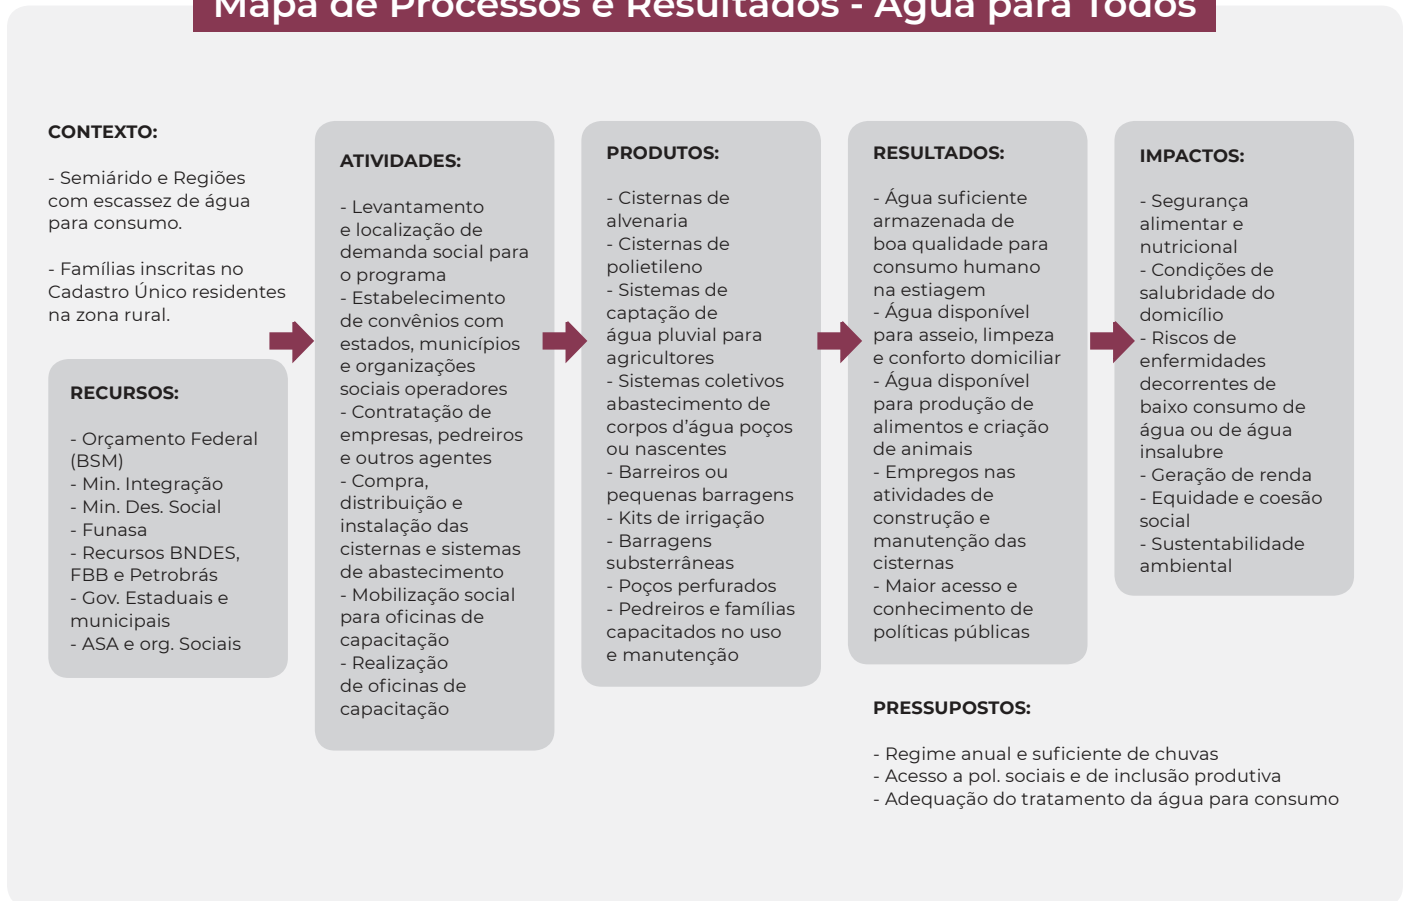 Mapa de Processos e Resultados - Água para Todos
CONTEXTO:
- Semiárido e Regiões
com escassez de água
para consumo.
- Famílias inscritas no
Cadastro Único residentes
na zona rural.
RECURSOS:
- Orçamento Federal
(BSM)
- Min. Integração
- Min. Des. Social
- Funasa
- Recursos BNDES,
FBB e Petrobrás
- Gov. Estaduais e
municipais
- ASA e org. Sociais
ATIVIDADES:
- Levantamento
e localização de
demanda social para
o programa
- Estabelecimento
de convênios com
estados, municípios
e organizações
sociais operadores
- Contratação de
empresas, pedreiros
e outros agentes
- Compra,
distribuição e
instalação das
cisternas e sistemas
de abastecimento
- Mobilização social
para oficinas de
capacitação
- Realização
de oficinas de
capacitação
PRODUTOS:
- Cisternas de
alvenaria
- Cisternas de
polietileno
- Sistemas de
captação de
água pluvial para
agricultores
- Sistemas coletivos
abastecimento de
corpos d’água poços
ou nascentes
- Barreiros ou
pequenas barragens
- Kits de irrigação
- Barragens
substerrâneas
- Poços perfurados
- Pedreiros e famílias
capacitados no uso
e manutenção
RESULTADOS:
- Água suficiente
armazenada de
boa qualidade para
consumo humano
na estiagem
- Água disponível
para asseio, limpeza
e conforto domiciliar
- Água disponível
para produção de
alimentos e criação
de animais
- Empregos nas
atividades de
construção e
manutenção das
cisternas
- Maior acesso e
conhecimento de
políticas públicas
IMPACTOS:
- Segurança
alimentar e
nutricional
- Condições de
salubridade do
domicílio
- Riscos de
enfermidades
decorrentes de
baixo consumo de
água ou de água
insalubre
- Geração de renda
- Equidade e coesão
social
- Sustentabilidade
ambiental
PRESSUPOSTOS:
- Regime anual e suficiente de chuvas
- Acesso a pol. sociais e de inclusão produtiva
- Adequação do tratamento da água para consumo